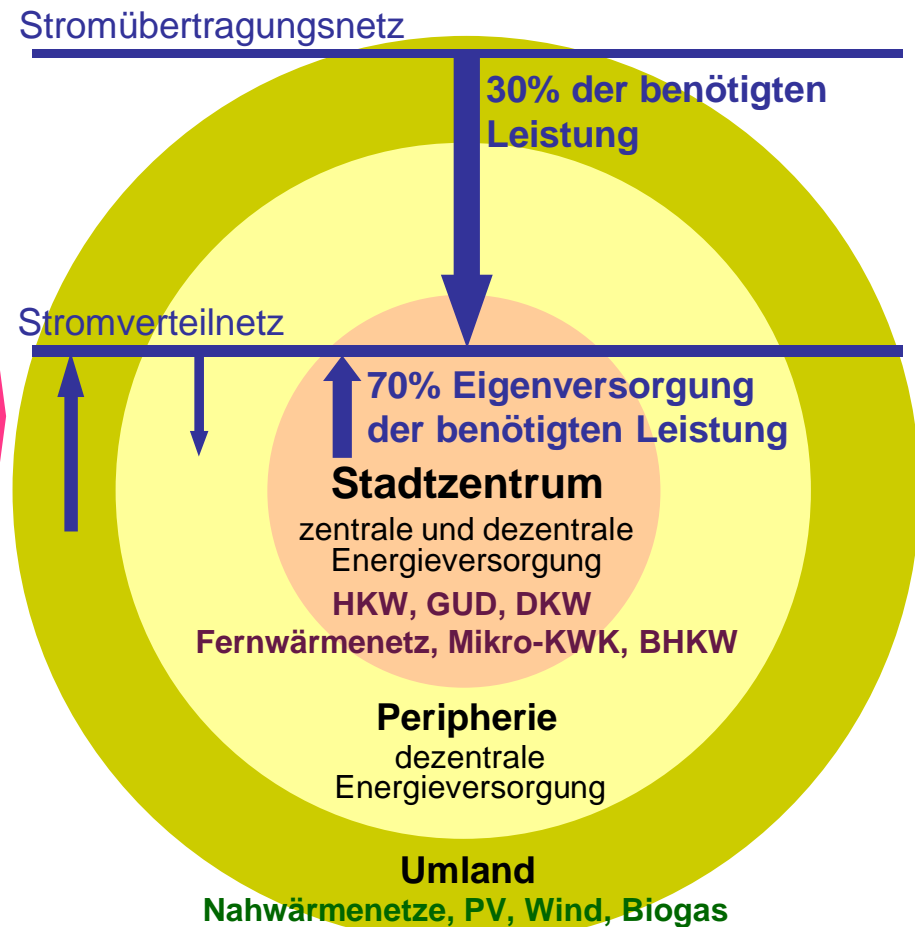 Stromübertragungsnetz
30% der benötigten
Leistung
Stromverteilnetz
70% Eigenversorgung
der benötigten Leistung
Stadtzentrum
zentrale und dezentrale
Energieversorgung
HKW, GUD, DKW
Fernwärmenetz, Mikro-KWK, BHKW
Peripherie
dezentrale
Energieversorgung
Umland
Nahwärmenetze, PV, Wind, Biogas